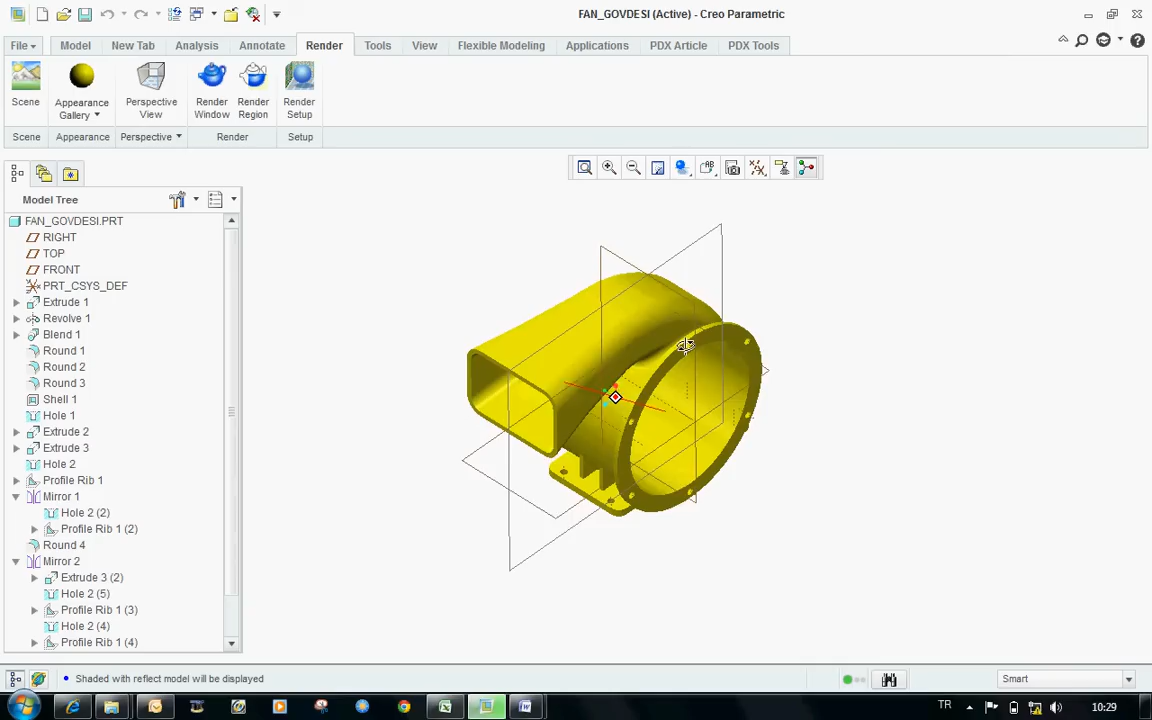 FAN_GOVDESI (Active) - Creo Parametric
File Model New Tab Analysis Annotate Render Tools View Flexible Modeling Applications PDX Article PDX Tools
Scene
Appearance Gallery
Perspective View
Render Window
Render Region
Render Setup
Scene Appearance Perspective Render Setup
Model Tree
FAN_GOVDESI.PRT
RIGHT
TOP
FRONT
PRT_CSYS_DEF
Extrude 1
Revolve 1
Blend 1
Round 1
Round 2
Round 3
Shell 1
Hole 1
Extrude 2
Extrude 3
Hole 2
Profile Rib 1
Mirror 1
Hole 2 (2)
Profile Rib 1 (2)
Round 4
Mirror 2
Extrude 3 (2)
Hole 2 (5)
Profile Rib 1 (3)
Hole 2 (4)
Profile Rib 1 (4)
Shaded with reflect model will be displayed
Smart
TR 10:29